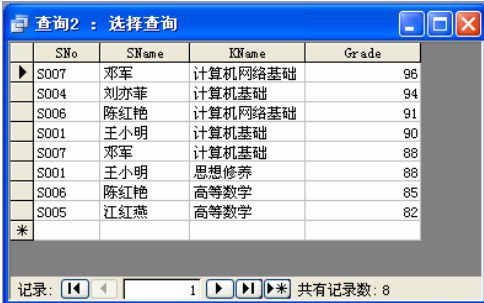 查询2 : 选择查询
SNo SName KName Grade
S007 邓军 计算机网络基础 96
S004 刘亦菲 计算机基础 94
S006 陈红艳 计算机网络基础 91
S001 王小明 计算机基础 90
S007 邓军 计算机基础 88
S001 王小明 思想修养 88
S006 陈红艳 高等数学 85
S005 江红燕 高等数学 82
记录: 1 共有记录数: 8